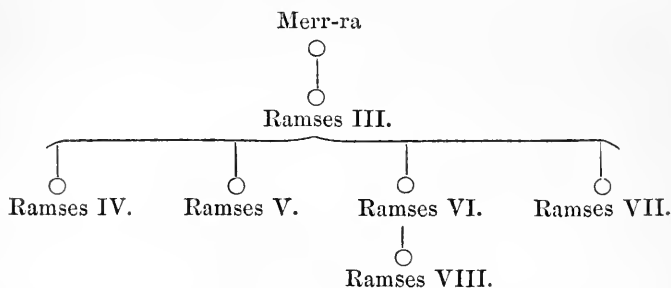 Merr-ra
Ramses III.
Ramses IV. Ramses V. Ramses VI. Ramses VII.
Ramses VIII.